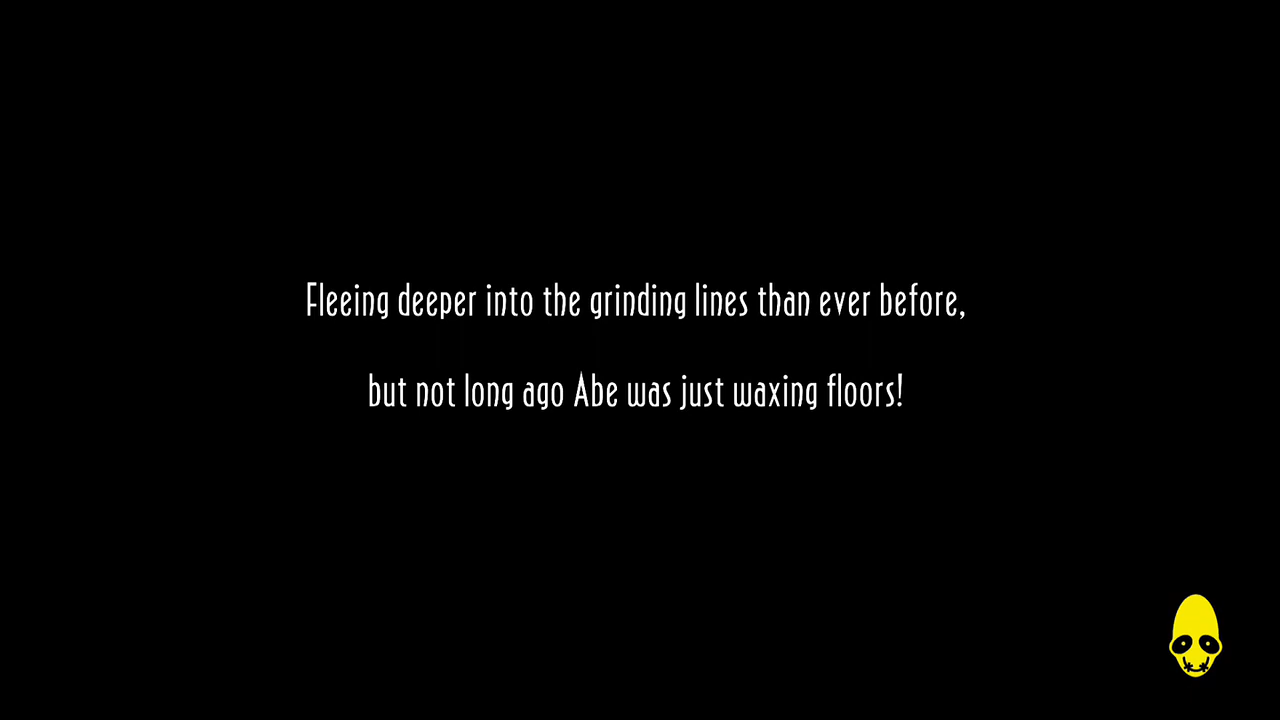 Fleeing deeper into the grinding lines than ever before,
but not long ago Abe was just waxing floors!